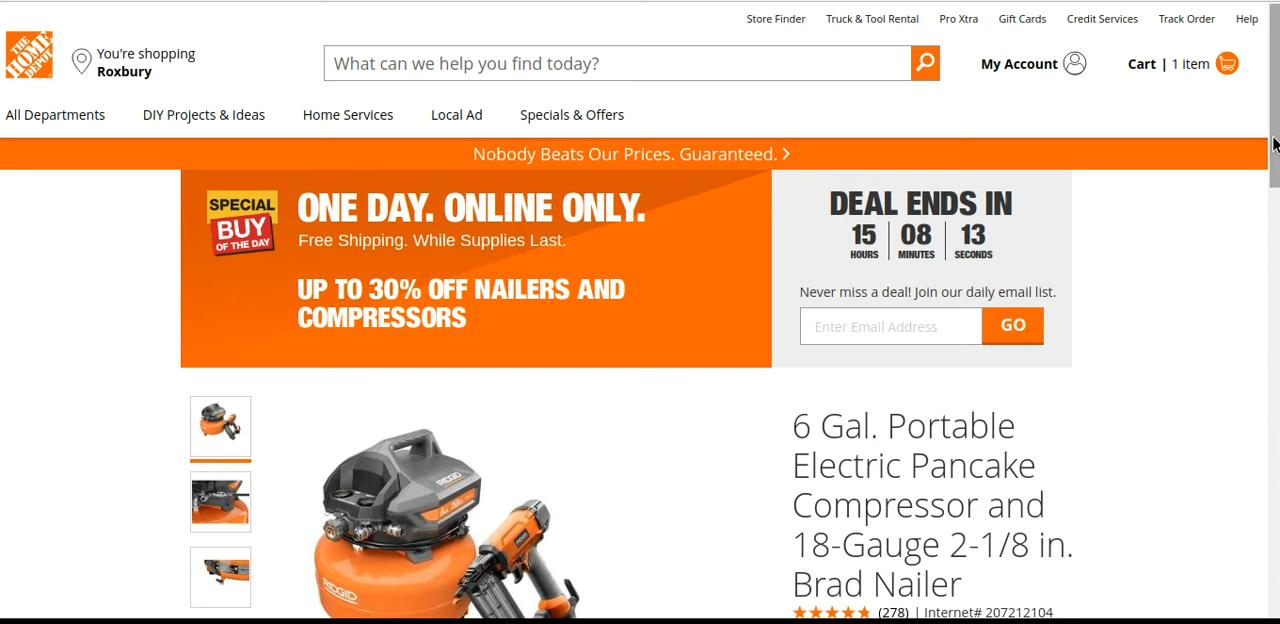 Store Finder Truck & Tool Rental Pro Xtra Gift Cards Credit Services Track Order Help
THE
HOME
DEPOT
You're shopping
Roxbury
What can we help you find today?
My Account
Cart | 1 item
All Departments DIY Projects & Ideas Home Services Local Ad Specials & Offers
Nobody Beats Our Prices. Guaranteed.
SPECIAL
BUY
OF THE DAY
ONE DAY. ONLINE ONLY.
Free Shipping. While Supplies Last.
UP TO 30% OFF NAILERS AND
COMPRESSORS
DEAL ENDS IN
15 08 13
HOURS MINUTES SECONDS
Never miss a deal! Join our daily email list.
Enter Email Address GO
RIDGID
RIDGID
6 Gal. Portable
Electric Pancake
Compressor and
18-Gauge 2-1/8 in.
Brad Nailer
(278) | Internet# 207212104